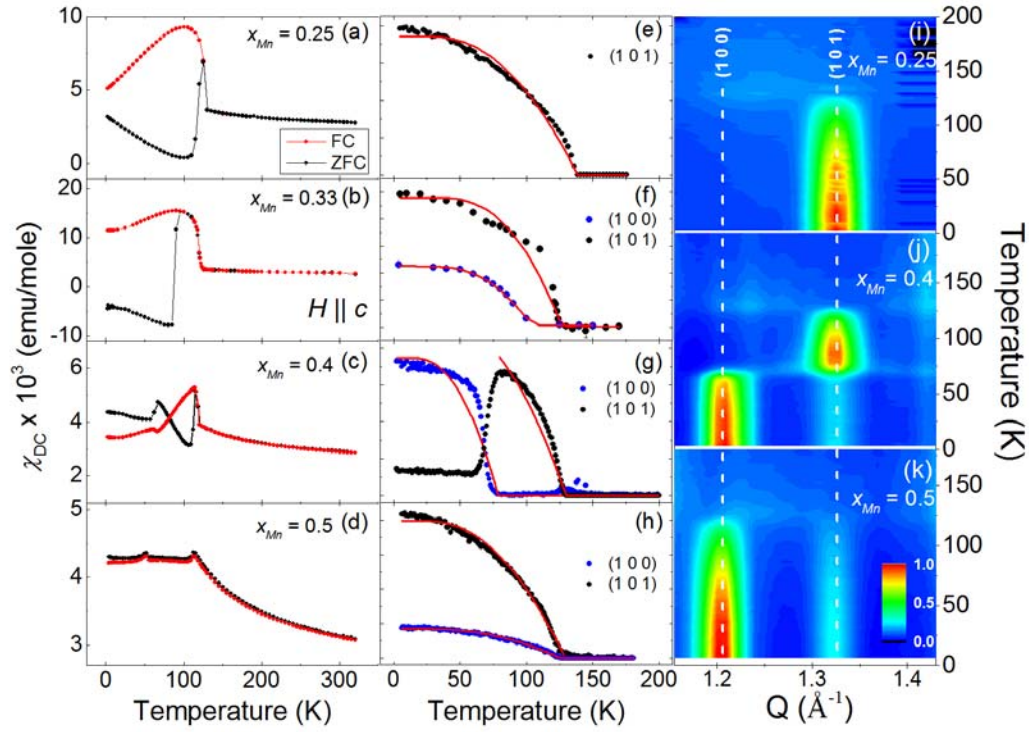 10
5
0
x_Mn = 0.25 (a)
FC
ZFC
20
10
0
-10
x_Mn = 0.33 (b)
H || c
6
4
2
x_Mn = 0.4 (c)
5
4
3
x_Mn = 0.5 (d)
χ_DC x 10³ (emu/mole)
0 100 200 300
Temperature (K)
(e)
(1 0 1)
(f)
(1 0 0)
(1 0 1)
(g)
(1 0 0)
(1 0 1)
(h)
(1 0 0)
(1 0 1)
0 25 50 75 100 125 150 175 200
Temperature (K)
(i)
(1 0 0)
(1 0 1)
x_Mn = 0.25
200
150
100
50
0
(j)
x_Mn = 0.4
150
100
50
0
(k)
x_Mn = 0.5
1.0
0.5
0.0
150
100
50
0
Temperature (K)
1.2 1.3 1.4
Q (Å⁻¹)